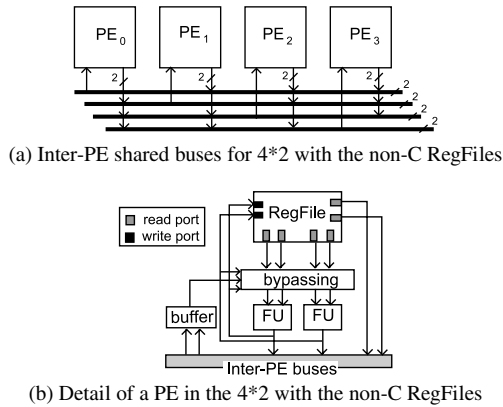 PE0 PE1 PE2 PE3
2 2 2 2
2
2
2
2
(a) Inter-PE shared buses for 4*2 with the non-C RegFiles
RegFile
read port
write port
bypassing
buffer FU FU
Inter-PE buses
(b) Detail of a PE in the 4*2 with the non-C RegFiles